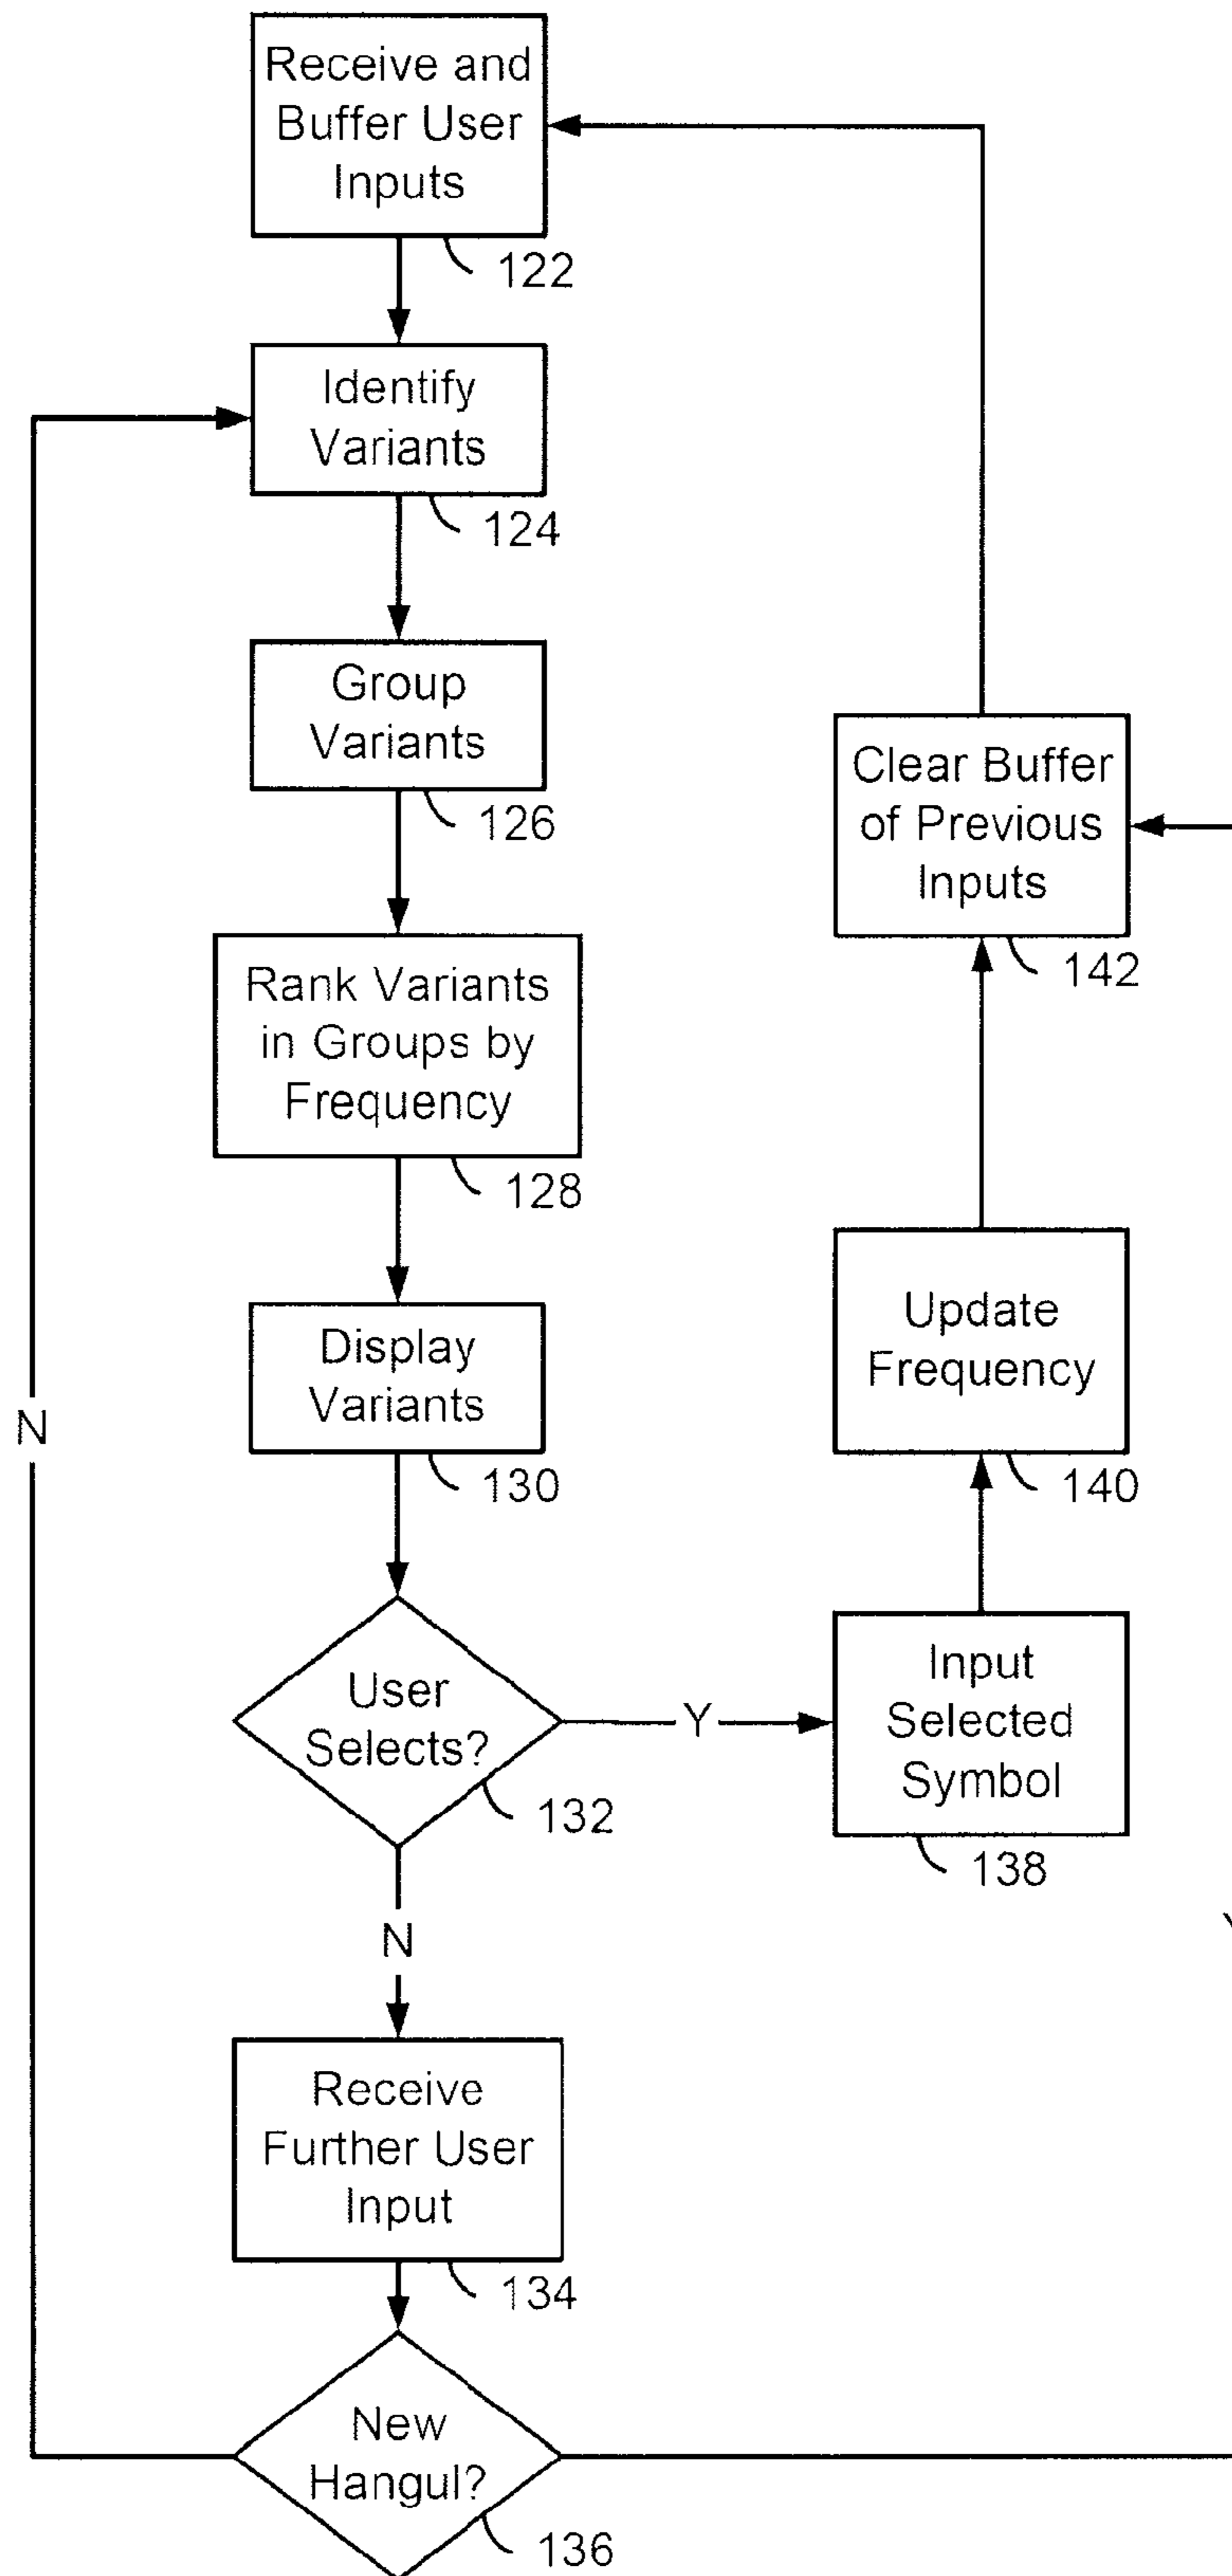 Receive and
Buffer User
Inputs
122
Identify
Variants
124
Group
Variants
126
Clear Buffer
of Previous
Inputs
142
Rank Variants
in Groups by
Frequency
128
Update
Frequency
140
Display
Variants
130
N
User
Selects?
132
Y
Input
Selected
Symbol
138
N
Receive
Further User
Input
134
New
Hangul?
136